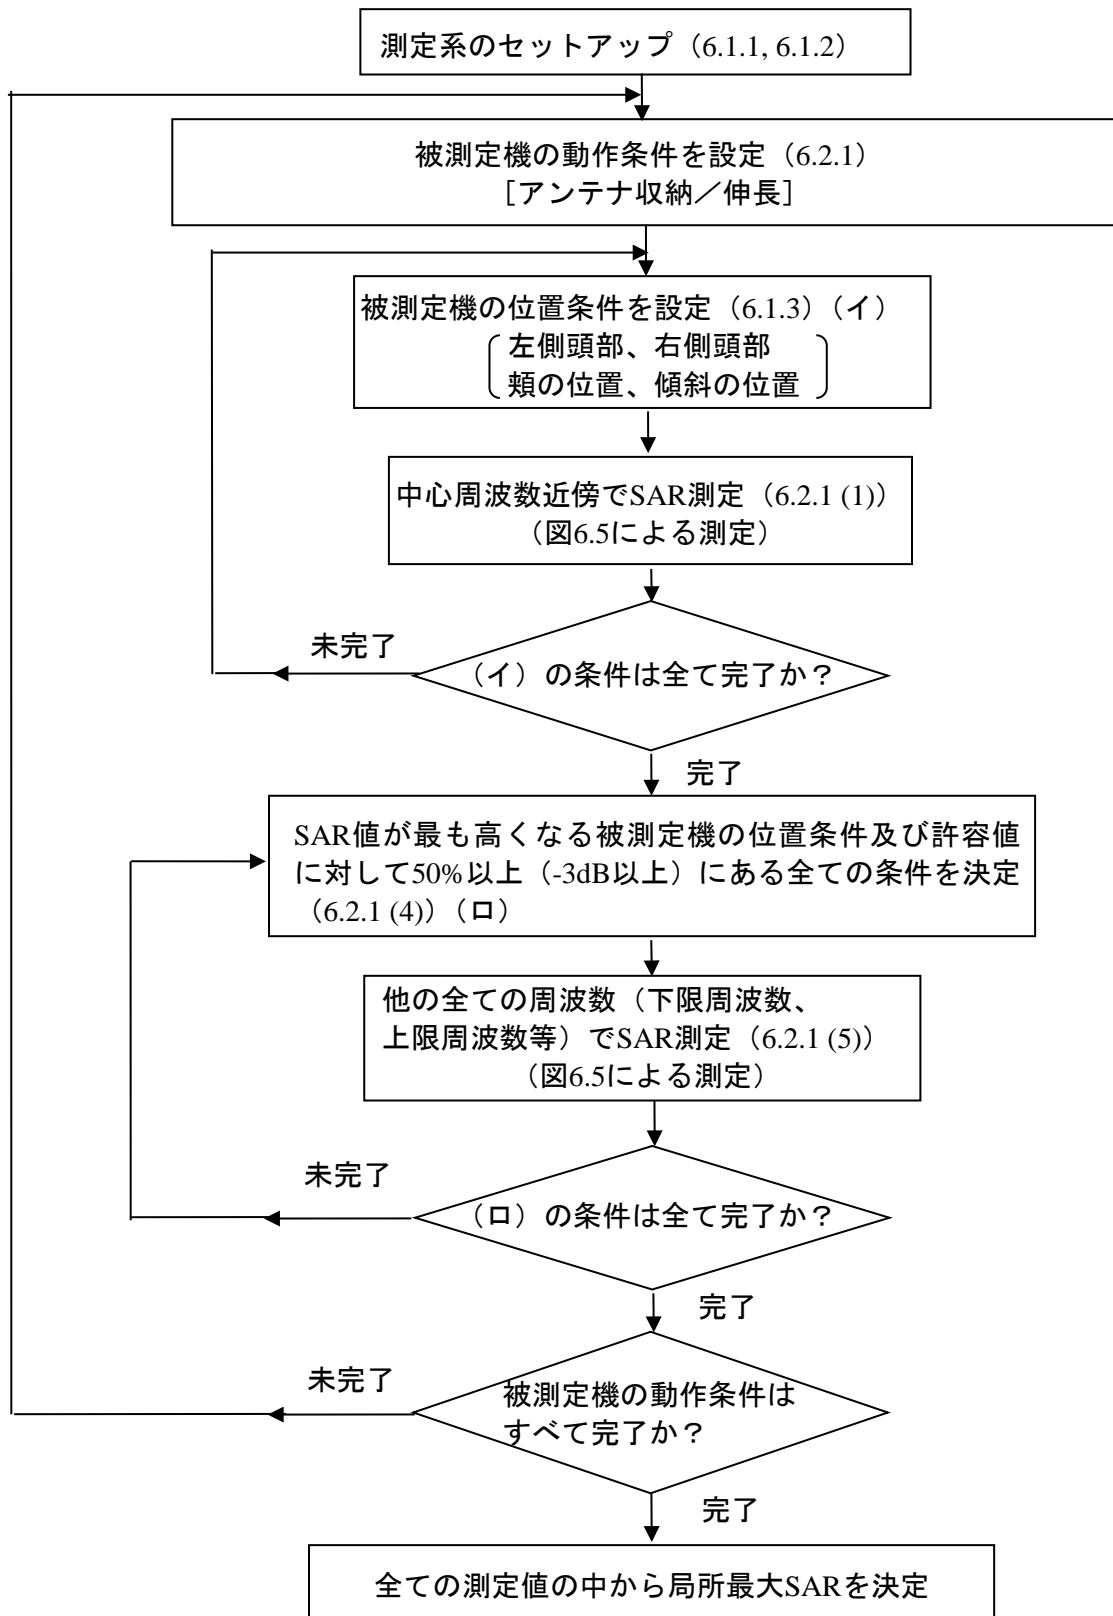 測定系のセットアップ（6.1.1, 6.1.2）
被測定機の動作条件を設定（6.2.1）
［アンテナ収納／伸長］
被測定機の位置条件を設定（6.1.3）（イ）
左側頭部、右側頭部
頬の位置、傾斜の位置
中心周波数近傍でSAR測定（6.2.1 (1)）
（図6.5による測定）
未完了
（イ）の条件は全て完了か？
完了
SAR値が最も高くなる被測定機の位置条件及び許容値
に対して50%以上（-3dB以上）にある全ての条件を決定
（6.2.1 (4)）（ロ）
他の全ての周波数（下限周波数、
上限周波数等）でSAR測定（6.2.1 (5)）
（図6.5による測定）
未完了
（ロ）の条件は全て完了か？
完了
未完了
被測定機の動作条件は
すべて完了か？
完了
全ての測定値の中から局所最大SARを決定